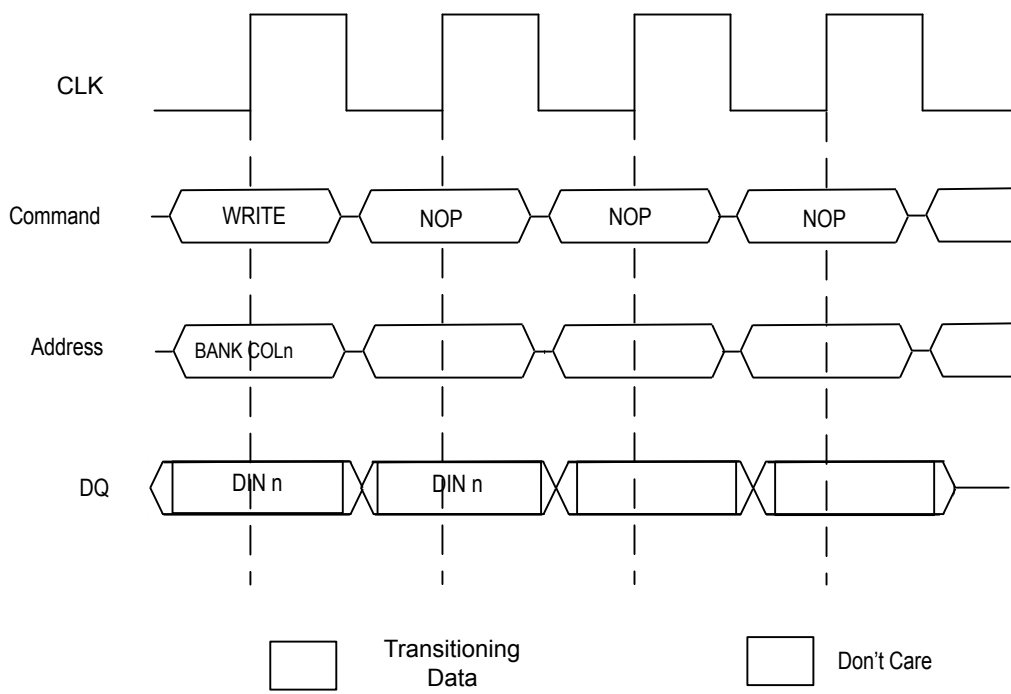 CLK
Command
WRITE
NOP
NOP
NOP
Address
BANK COLn
DQ
DIN n
DIN n
Transitioning
Data
Don't Care